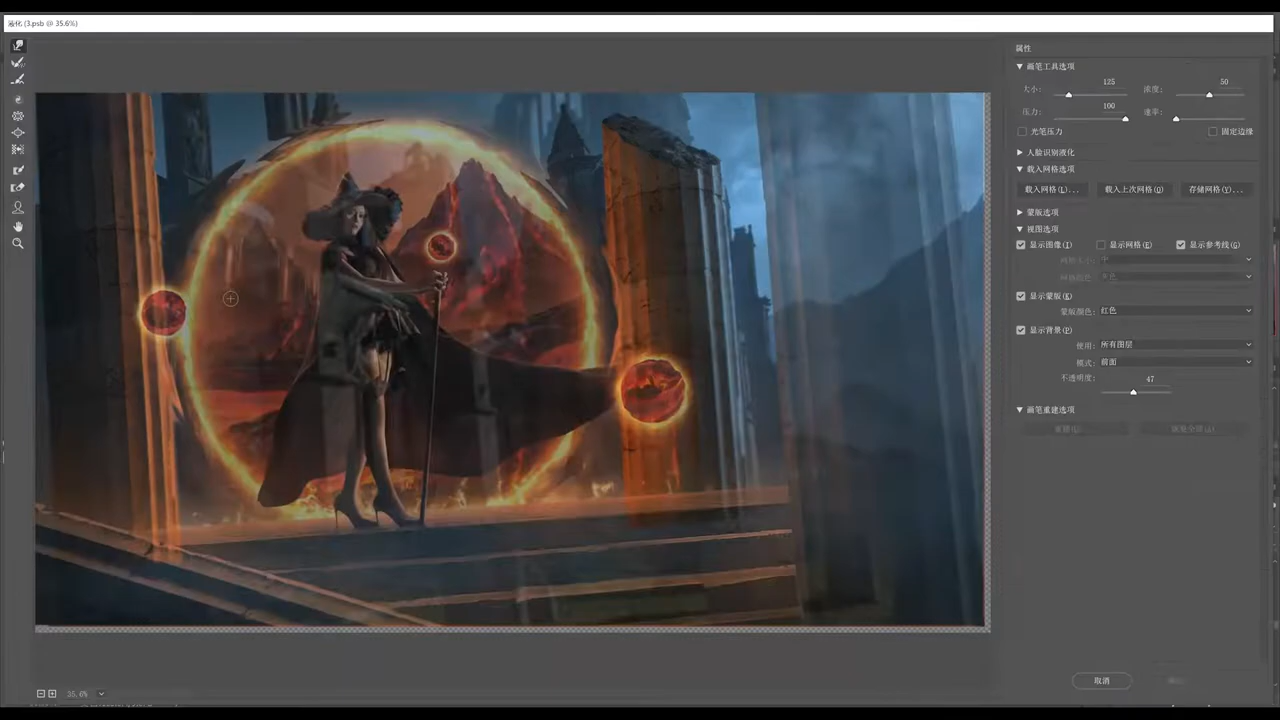 液化 (3.psb @ 35.6%)
属性
画笔工具选项
大小: 125 浓度: 50
压力: 100 速率:
光笔压力 固定边缘
人脸识别液化
载入网格选项
载入网格(L)... 载入上次网格(O) 存储网格(V)...
蒙版选项
视图选项
显示图像(I) 显示网格(E) 显示参考线(G)
网格大小: 中
网格颜色: 灰色
显示蒙版(K)
蒙版颜色: 红色
显示背景(P)
使用: 所有图层
模式: 前面
不透明度: 47
画笔重建选项
35.6%
取消